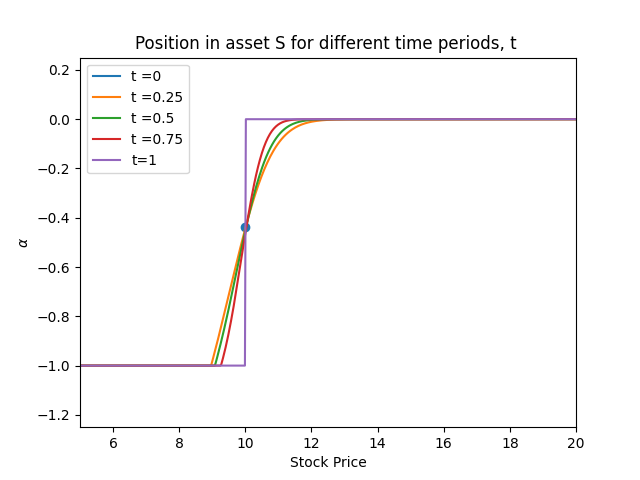 Position in asset S for different time periods, t
t =0
t =0.25
t =0.5
t =0.75
t=1
0.2
0.0
−0.2
−0.4
−0.6
−0.8
−1.0
−1.2
α
6 8 10 12 14 16 18 20
Stock Price